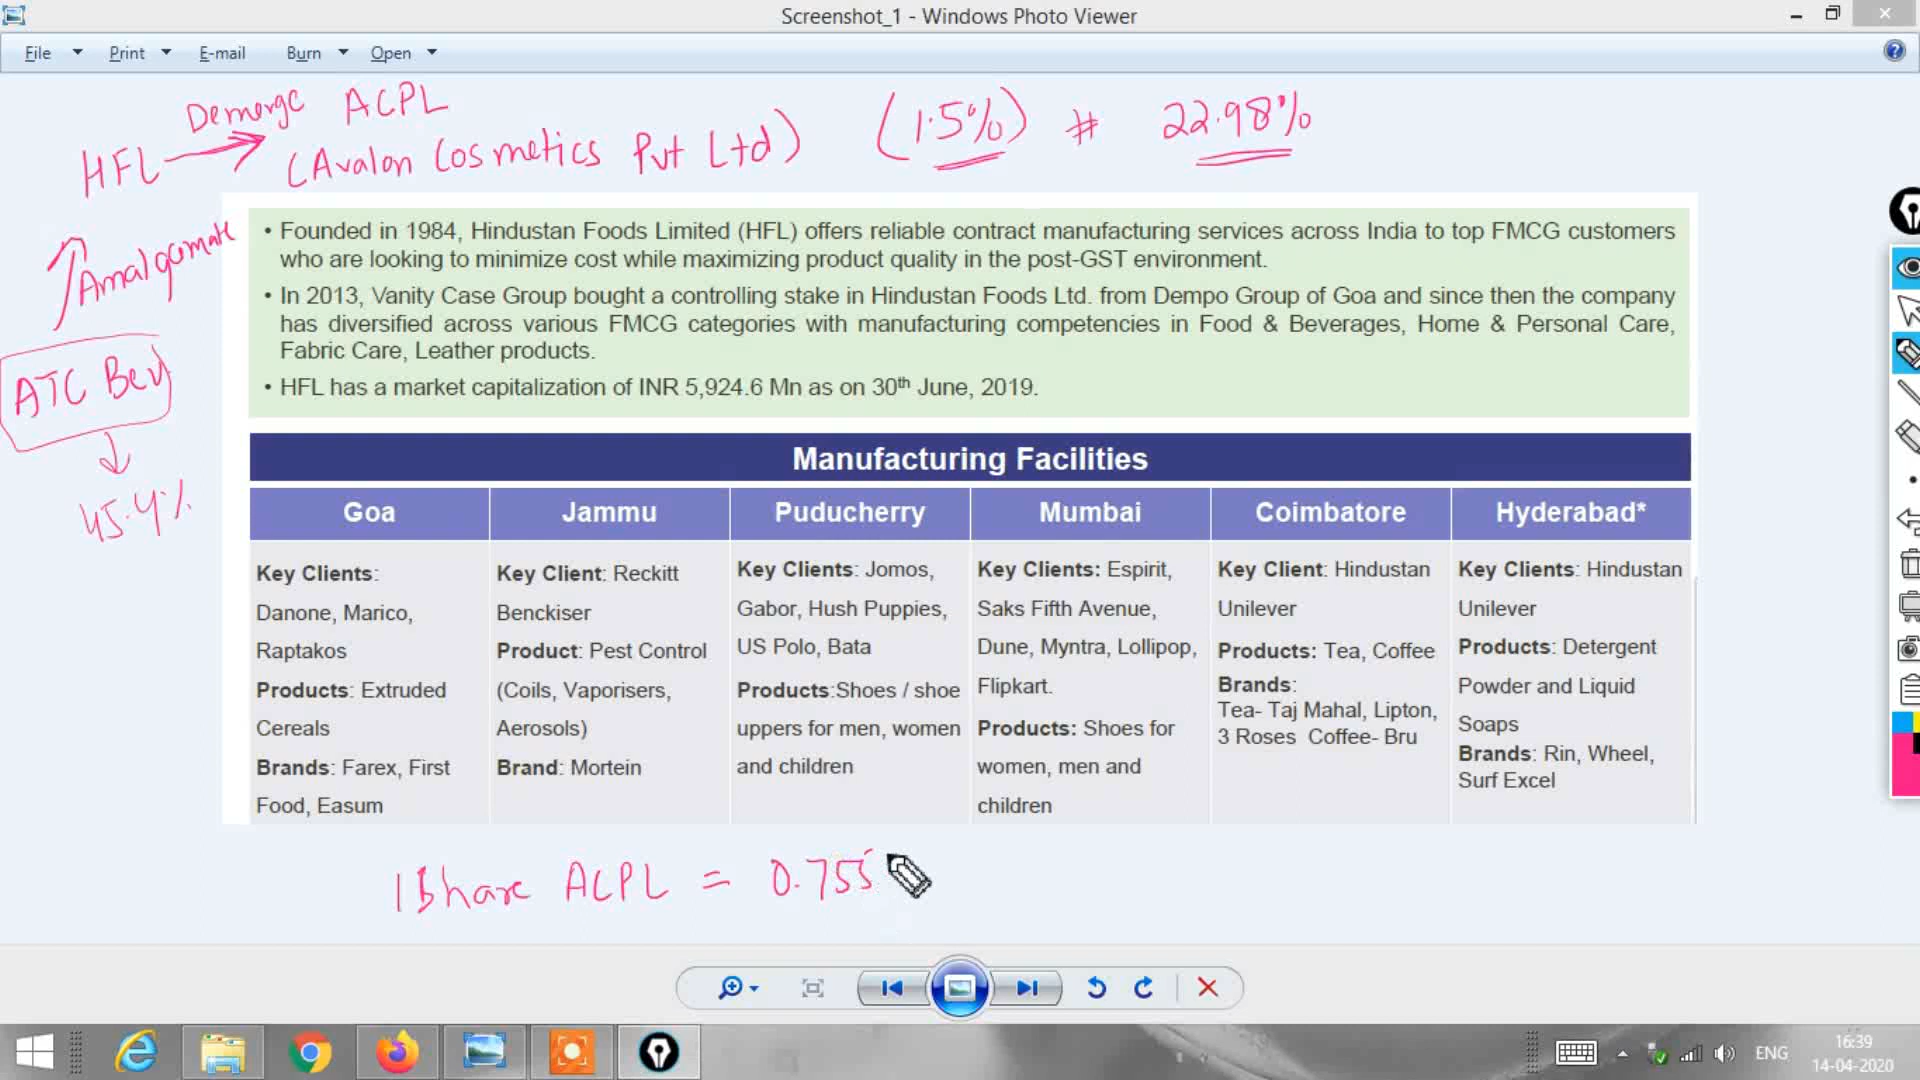 Screenshot_1 - Windows Photo Viewer
File Print E-mail Burn Open
Demerge ACPL
HFL (Avalon Cosmetics Pvt Ltd) (1.5%) # 22.98%
Amalgamate
ATC Bev
45.4%
• Founded in 1984, Hindustan Foods Limited (HFL) offers reliable contract manufacturing services across India to top FMCG customers
who are looking to minimize cost while maximizing product quality in the post-GST environment.
• In 2013, Vanity Case Group bought a controlling stake in Hindustan Foods Ltd. from Dempo Group of Goa and since then the company
has diversified across various FMCG categories with manufacturing competencies in Food & Beverages, Home & Personal Care,
Fabric Care, Leather products.
• HFL has a market capitalization of INR 5,924.6 Mn as on 30th June, 2019.
Manufacturing Facilities
Goa
Key Clients:
Danone, Marico,
Raptakos
Products: Extruded
Cereals
Brands: Farex, First
Food, Easum
Jammu
Key Client: Reckitt
Benckiser
Product: Pest Control
(Coils, Vaporisers,
Aerosols)
Brand: Mortein
Puducherry
Key Clients: Jomos,
Gabor, Hush Puppies,
US Polo, Bata
Products:Shoes / shoe
uppers for men, women
and children
Mumbai
Key Clients: Espirit,
Saks Fifth Avenue,
Dune, Myntra, Lollipop,
Flipkart.
Products: Shoes for
women, men and
children
Coimbatore
Key Client: Hindustan
Unilever
Products: Tea, Coffee
Brands:
Tea- Taj Mahal, Lipton,
3 Roses Coffee- Bru
Hyderabad*
Key Clients: Hindustan
Unilever
Products: Detergent
Powder and Liquid
Soaps
Brands: Rin, Wheel,
Surf Excel
1 Share ACPL = 0.755
ENG
16:39
14-04-2020